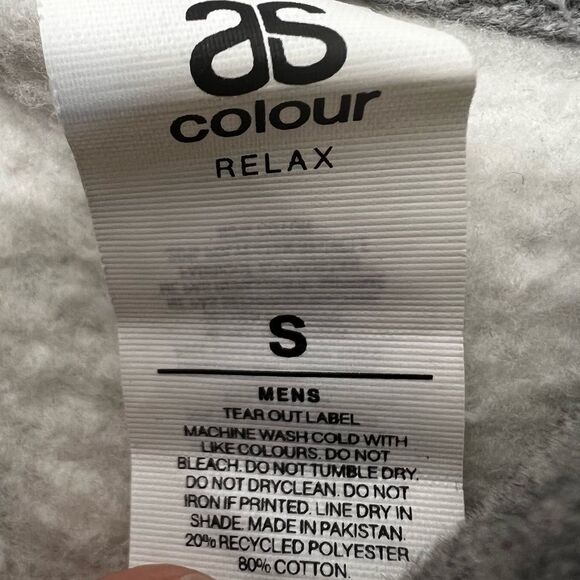 as
colour
RELAX
S
MENS
TEAR OUT LABEL
MACHINE WASH COLD WITH
LIKE COLOURS. DO NOT
BLEACH. DO NOT TUMBLE DRY.
DO NOT DRYCLEAN. DO NOT
IRON IF PRINTED. LINE DRY IN
SHADE. MADE IN PAKISTAN.
20% RECYCLED POLYESTER
80% COTTON.